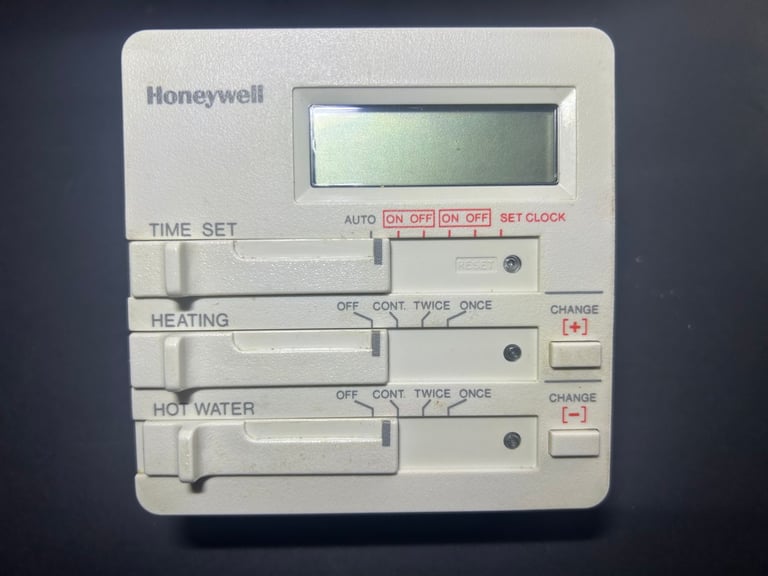 Honeywell
AUTO ON OFF ON OFF SET CLOCK
TIME SET
RESET
OFF CONT. TWICE ONCE
HEATING
CHANGE
[+]
OFF CONT. TWICE ONCE
HOT WATER
CHANGE
[−]